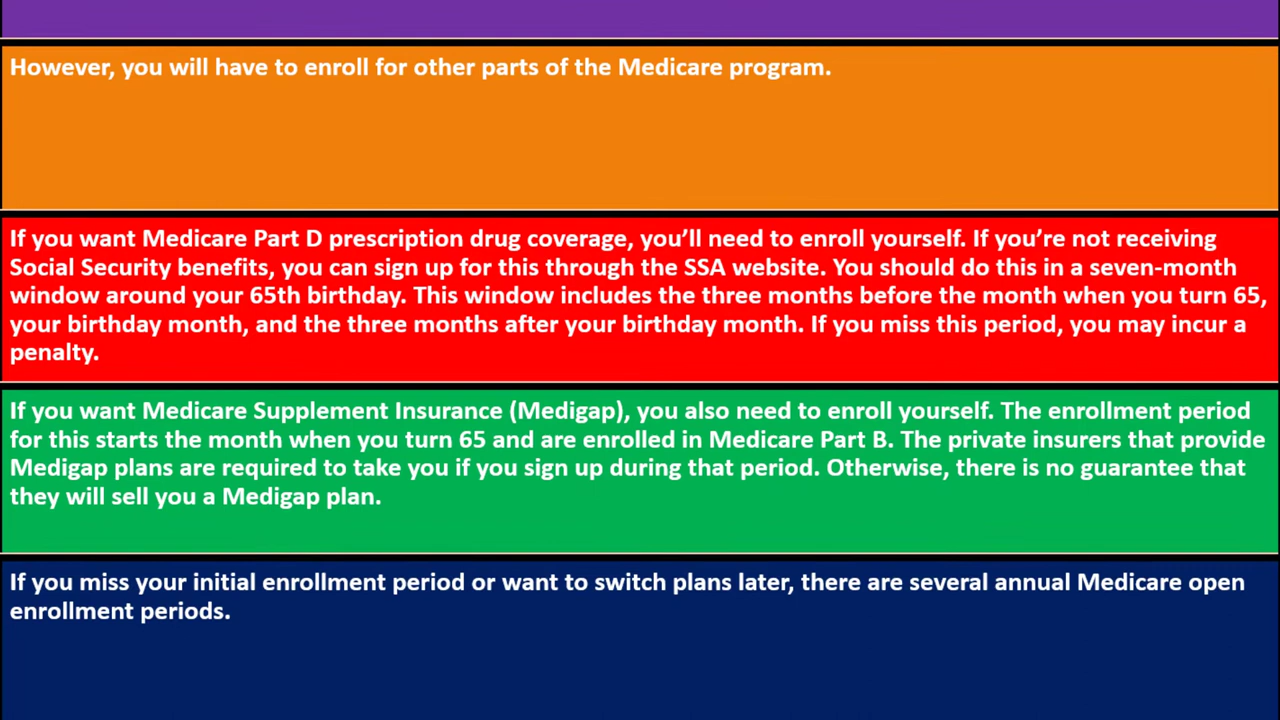 However, you will have to enroll for other parts of the Medicare program.
If you want Medicare Part D prescription drug coverage, you’ll need to enroll yourself. If you’re not receiving
Social Security benefits, you can sign up for this through the SSA website. You should do this in a seven-month
window around your 65th birthday. This window includes the three months before the month when you turn 65,
your birthday month, and the three months after your birthday month. If you miss this period, you may incur a
penalty.
If you want Medicare Supplement Insurance (Medigap), you also need to enroll yourself. The enrollment period
for this starts the month when you turn 65 and are enrolled in Medicare Part B. The private insurers that provide
Medigap plans are required to take you if you sign up during that period. Otherwise, there is no guarantee that
they will sell you a Medigap plan.
If you miss your initial enrollment period or want to switch plans later, there are several annual Medicare open
enrollment periods.